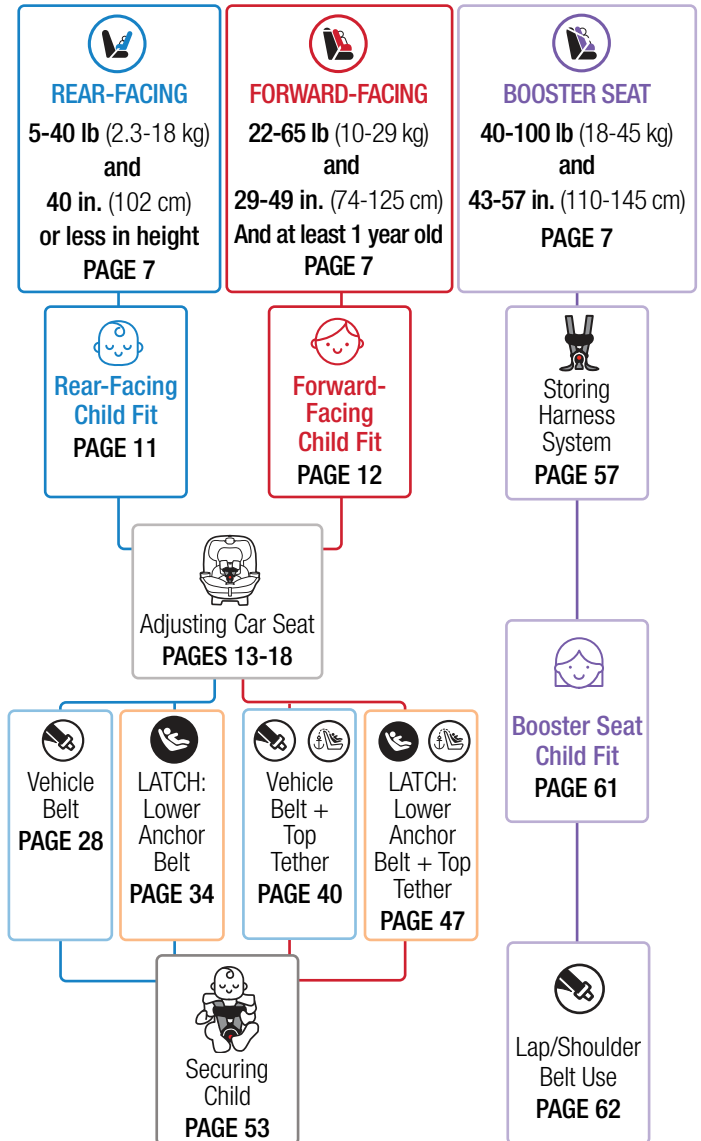 REAR-FACING
5-40 lb (2.3-18 kg)
and
40 in. (102 cm)
or less in height
PAGE 7
FORWARD-FACING
22-65 lb (10-29 kg)
and
29-49 in. (74-125 cm)
And at least 1 year old
PAGE 7
BOOSTER SEAT
40-100 lb (18-45 kg)
and
43-57 in. (110-145 cm)
PAGE 7
Rear-Facing
Child Fit
PAGE 11
Forward-
Facing
Child Fit
PAGE 12
Storing
Harness
System
PAGE 57
Adjusting Car Seat
PAGES 13-18
Vehicle
Belt
PAGE 28
LATCH:
Lower
Anchor
Belt
PAGE 34
Vehicle
Belt +
Top
Tether
PAGE 40
LATCH:
Lower
Anchor
Belt + Top
Tether
PAGE 47
Booster Seat
Child Fit
PAGE 61
Securing
Child
PAGE 53
Lap/Shoulder
Belt Use
PAGE 62